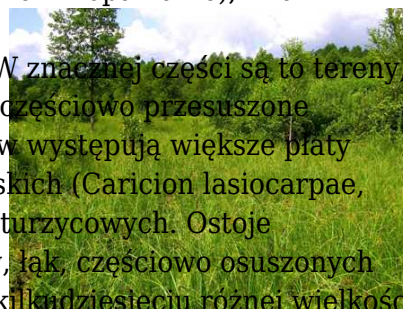 W znacznej części są to tereny,
częściowo przesuszone
w występują większe płaty
skich (Caricion lasiocarpae,
turzycowych. Ostoje
, łąk, częściowo osuszonych
kilkudziesięciu różnej wielkośc